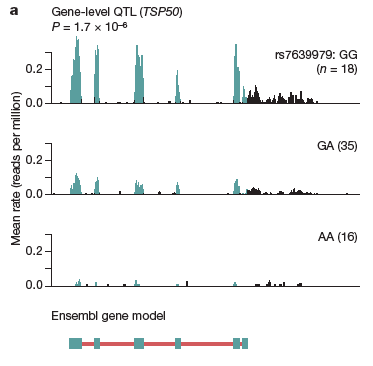 a
Gene-level QTL (TSP50)
P = 1.7 × 10⁻⁶
rs7639979: GG
(n = 18)
0.2
0.0
GA (35)
0.2
0.0
AA (16)
0.2
0.0
Mean rate (reads per million)
Ensembl gene model